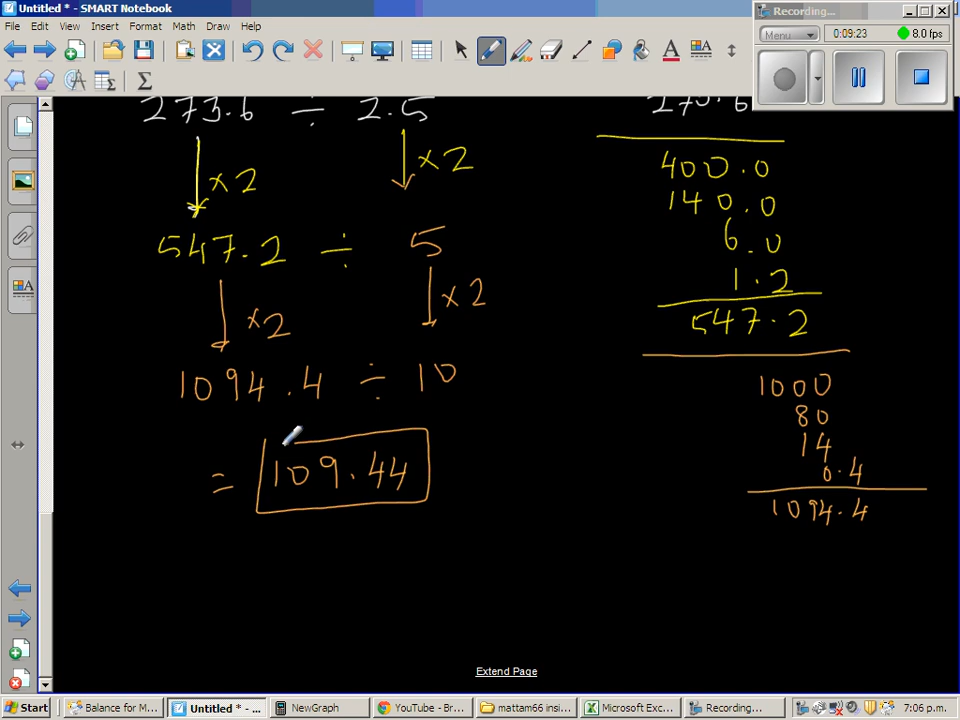 Untitled * - SMART Notebook
File Edit View Insert Format Math Draw Help
Recording...
Menu 0:09:23 8.0 fps
273.6 ÷ 2.5
×2 ×2
547.2 ÷ 5
×2 ×2
1094.4 ÷ 10
= 109.44
400.0
140.0
6.0
1.2
547.2
1000
80
14
0.4
1094.4
Extend Page
Start Balance for M... Untitled * - ... NewGraph YouTube - Br... mattam66 insi... Microsoft Exc... Recording... 7:06 p.m.